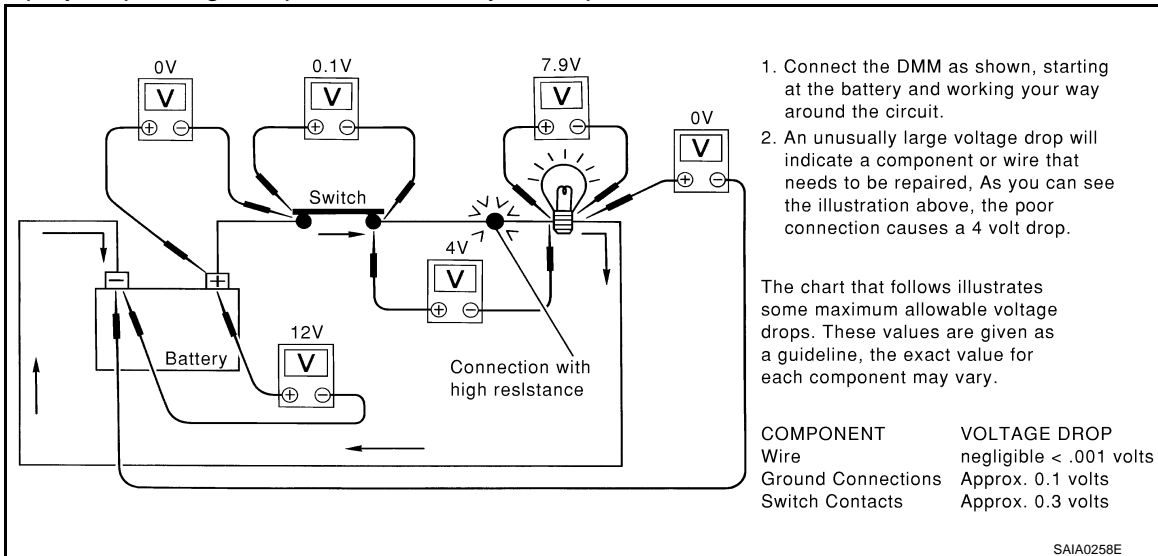 0V
0.1V
7.9V
0V
V
V
V
V
+ −
+ −
+ −
+ −
Switch
4V
V
+ −
− +
Battery
12V
V
+ −
Connection with
high reslstance
1. Connect the DMM as shown, starting
at the battery and working your way
around the circuit.
2. An unusually large voltage drop will
indicate a component or wire that
needs to be repaired, As you can see
the illustration above, the poor
connection causes a 4 volt drop.
The chart that follows illustrates
some maximum allowable voltage
drops. These values are given as
a guideline, the exact value for
each component may vary.
COMPONENT VOLTAGE DROP
Wire negligible < .001 volts
Ground Connections Approx. 0.1 volts
Switch Contacts Approx. 0.3 volts
SAIA0258E